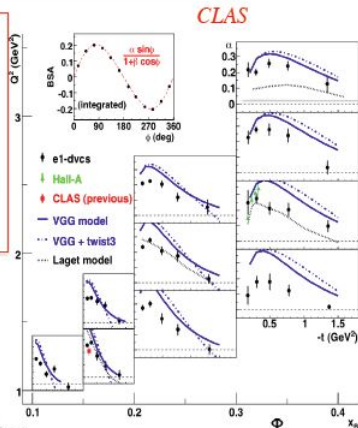 CLAS
Q² (GeV²)
BSA
0.2
0.1
0
-0.1
-0.2
α sinφ
1+β cosφ
(integrated)
0 90 180 270 360
φ (deg)
α
0.3
0.2
0.1
0
3
e1-dvcs
Hall-A
CLAS (previous)
VGG model
VGG + twist3
Laget model
2
0.5 1 1.5
-t (GeV²)
1
0.1 0.2 0.3 0.4
Φ